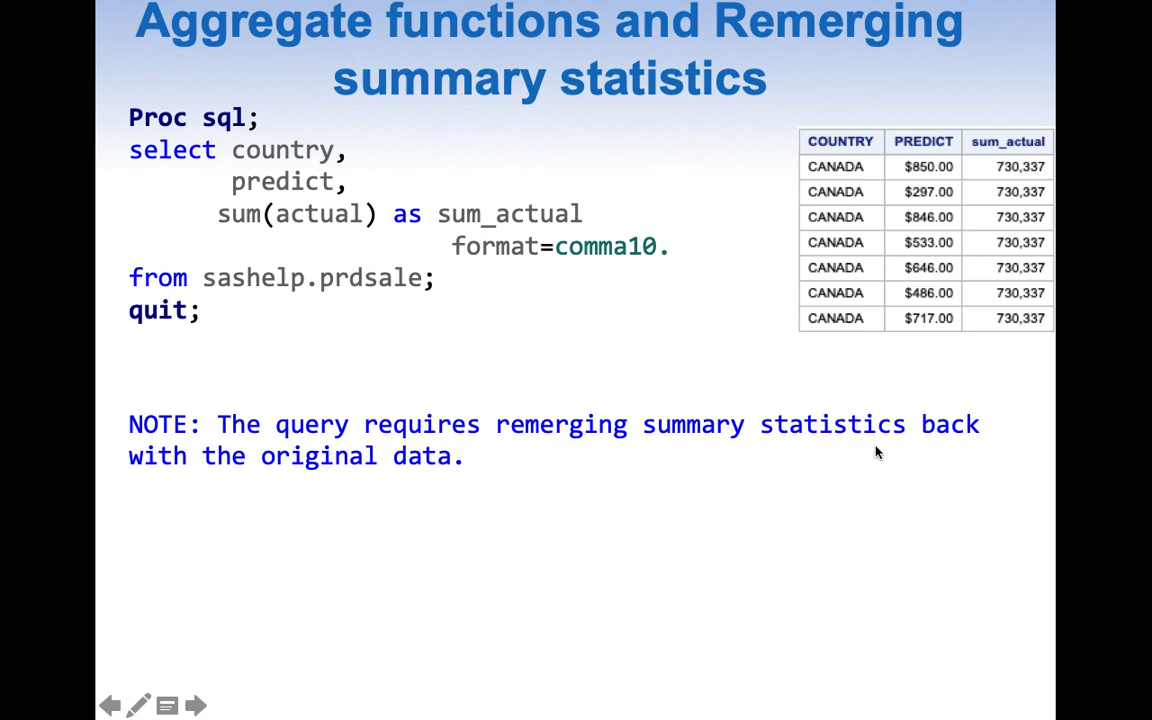 Aggregate functions and Remerging
summary statistics
Proc sql;
select country,
predict,
sum(actual) as sum_actual
format=comma10.
from sashelp.prdsale;
quit;
COUNTRY PREDICT sum_actual
CANADA $850.00 730,337
CANADA $297.00 730,337
CANADA $846.00 730,337
CANADA $533.00 730,337
CANADA $646.00 730,337
CANADA $486.00 730,337
CANADA $717.00 730,337
NOTE: The query requires remerging summary statistics back
with the original data.